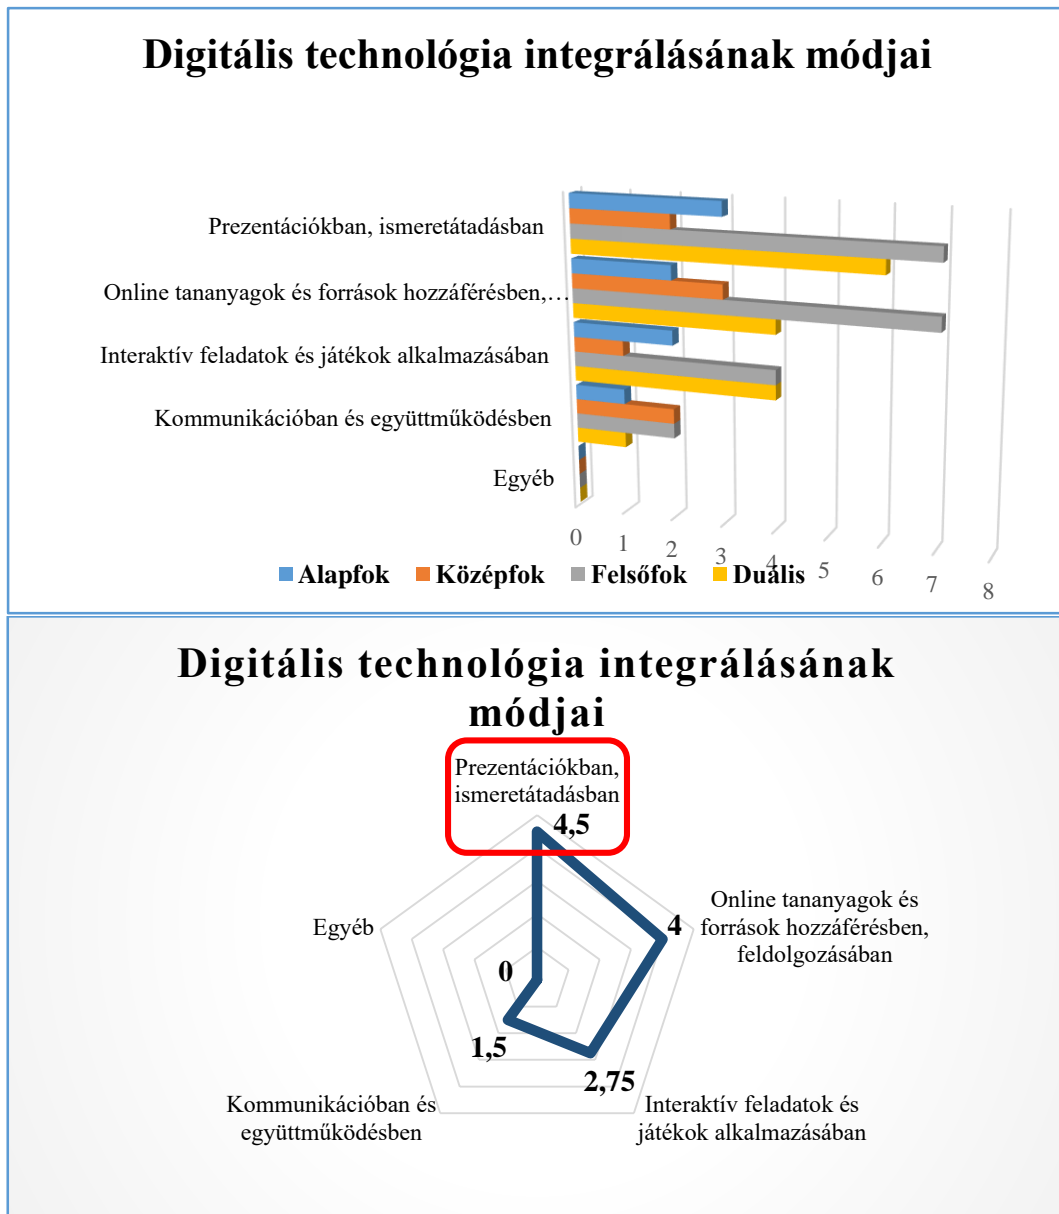 Digitális technológia integrálásának módjai
Prezentációkban, ismeretátadásban
Online tananyagok és források hozzáférésben,…
Interaktív feladatok és játékok alkalmazásában
Kommunikációban és együttműködésben
Egyéb
0 1 2 3 4 5 6 7 8
Alapfok Középfok Felsőfok Duális
Digitális technológia integrálásának
módjai
Prezentációkban,
ismeretátadásban
4,5
Online tananyagok és
források hozzáférésben,
feldolgozásában
4
Egyéb
0
1,5
2,75
Kommunikációban és
együttműködésben
Interaktív feladatok és
játékok alkalmazásában